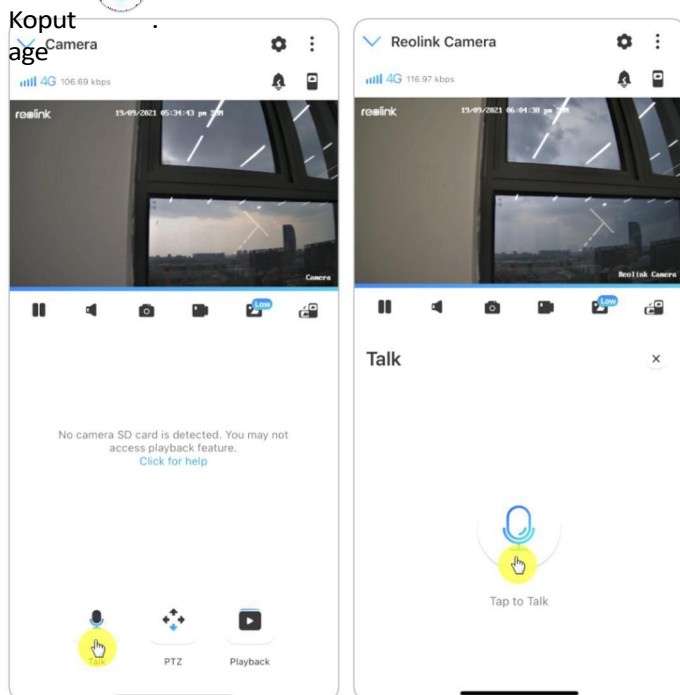 Koput .
age
Camera
4G 106.69 kbps
reolink 19/09/2021 05:34:43 pm SUN
Camera
Low
No camera SD card is detected. You may not
access playback feature.
Click for help
Talk PTZ Playback
Reolink Camera
4G 116.97 kbps
reolink 19/09/2021 06:04:38 pm
Reolink Camera
Low
Talk
Tap to Talk